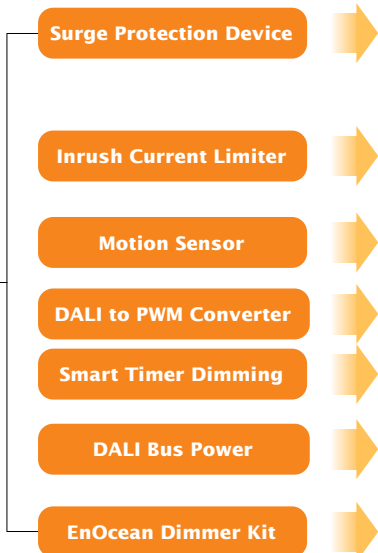 Surge Protection Device
Inrush Current Limiter
Motion Sensor
DALI to PWM Converter
Smart Timer Dimming
DALI Bus Power
EnOcean Dimmer Kit